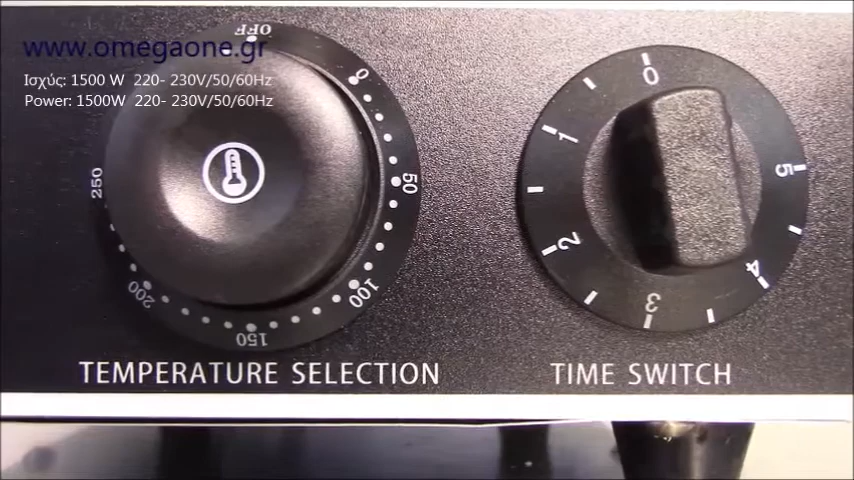 www.omegaone.gr
Ισχύς: 1500 W 220- 230V/50/60Hz
Power: 1500W 220- 230V/50/60Hz
OFF
0
50
100
150
200
250
0
1
2
3
4
5
TEMPERATURE SELECTION
TIME SWITCH